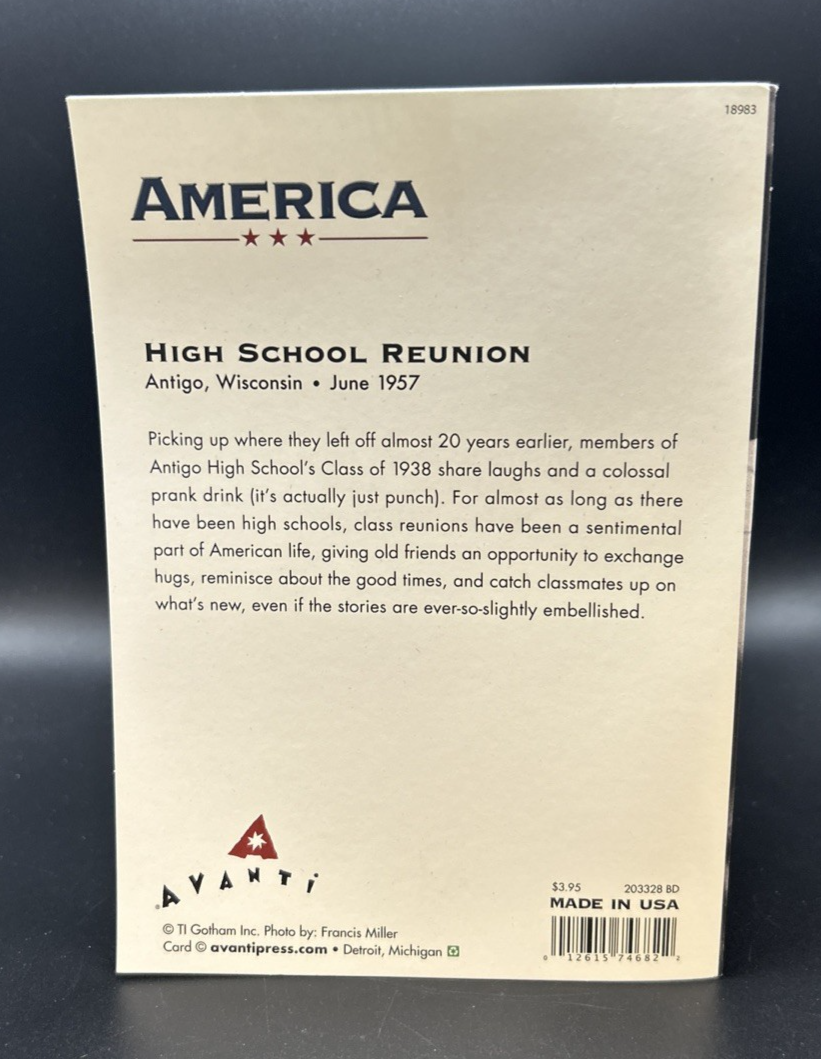 18983
AMERICA
HIGH SCHOOL REUNION
Antigo, Wisconsin • June 1957
Picking up where they left off almost 20 years earlier, members of
Antigo High School's Class of 1938 share laughs and a colossal
prank drink (it's actually just punch). For almost as long as there
have been high schools, class reunions have been a sentimental
part of American life, giving old friends an opportunity to exchange
hugs, reminisce about the good times, and catch classmates up on
what's new, even if the stories are ever-so-slightly embellished.
AVANTi
© TI Gotham Inc. Photo by: Francis Miller
Card © avantipress.com • Detroit, Michigan
$3.95 203328 BD
MADE IN USA
0 12615 74682 2